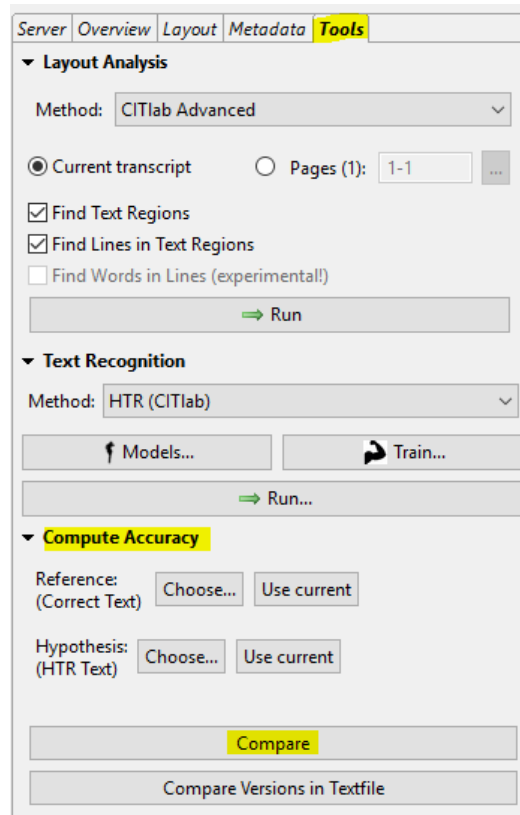 Server Overview Layout Metadata Tools
Layout Analysis
Method: CITlab Advanced
Current transcript Pages (1): 1-1 ...
Find Text Regions
Find Lines in Text Regions
Find Words in Lines (experimental!)
Run
Text Recognition
Method: HTR (CITlab)
Models... Train...
Run...
Compute Accuracy
Reference:
(Correct Text) Choose... Use current
Hypothesis:
(HTR Text) Choose... Use current
Compare
Compare Versions in Textfile